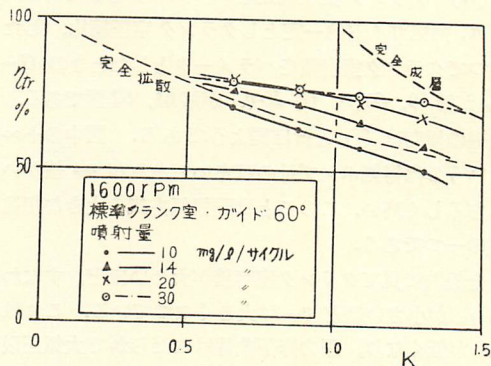 100
ηtr
%
50
0
完全拡散
完全成層
1600rpm
標準クランク室・ガイド 60°
噴射量
10 mg/ℓ/サイクル
14 〃
20 〃
30 〃
0 0.5 1.0 1.5
K